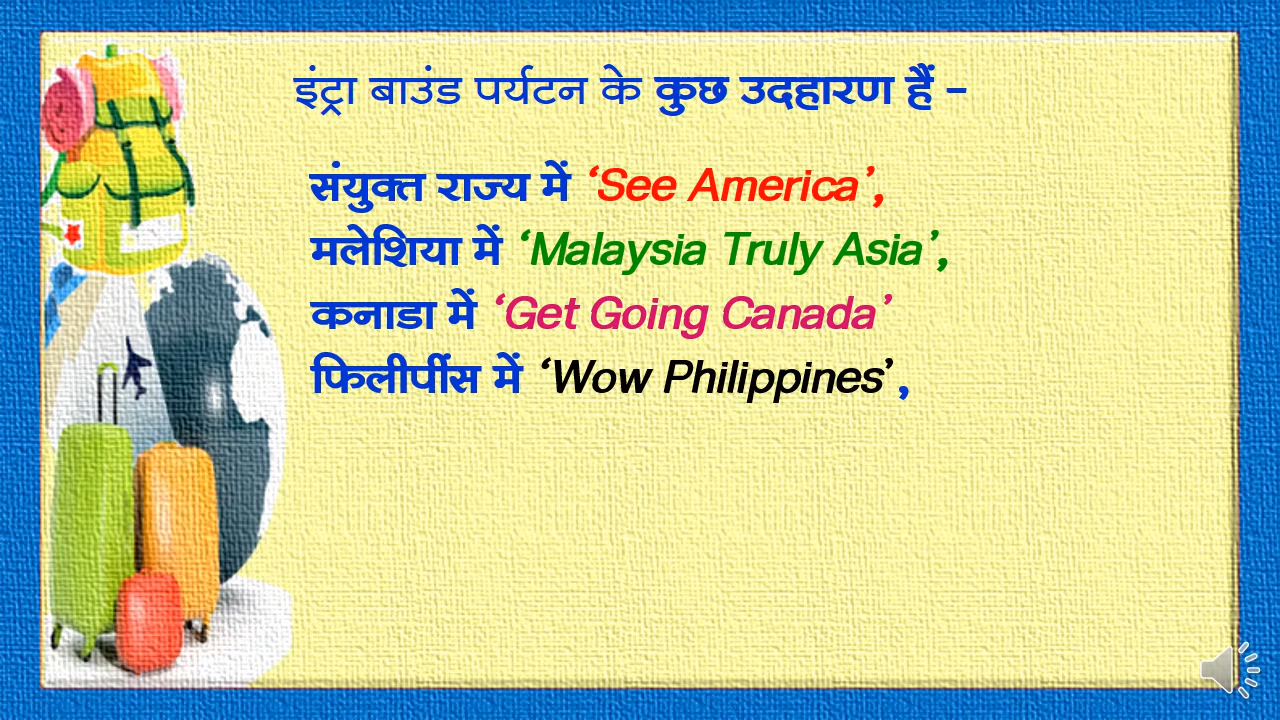 इंट्रा बाउंड पर्यटन के कुछ उदहारण हैं –
संयुक्त राज्य में ‘See America’,
मलेशिया में ‘Malaysia Truly Asia’,
कनाडा में ‘Get Going Canada’
फिलीपींस में ‘Wow Philippines’,